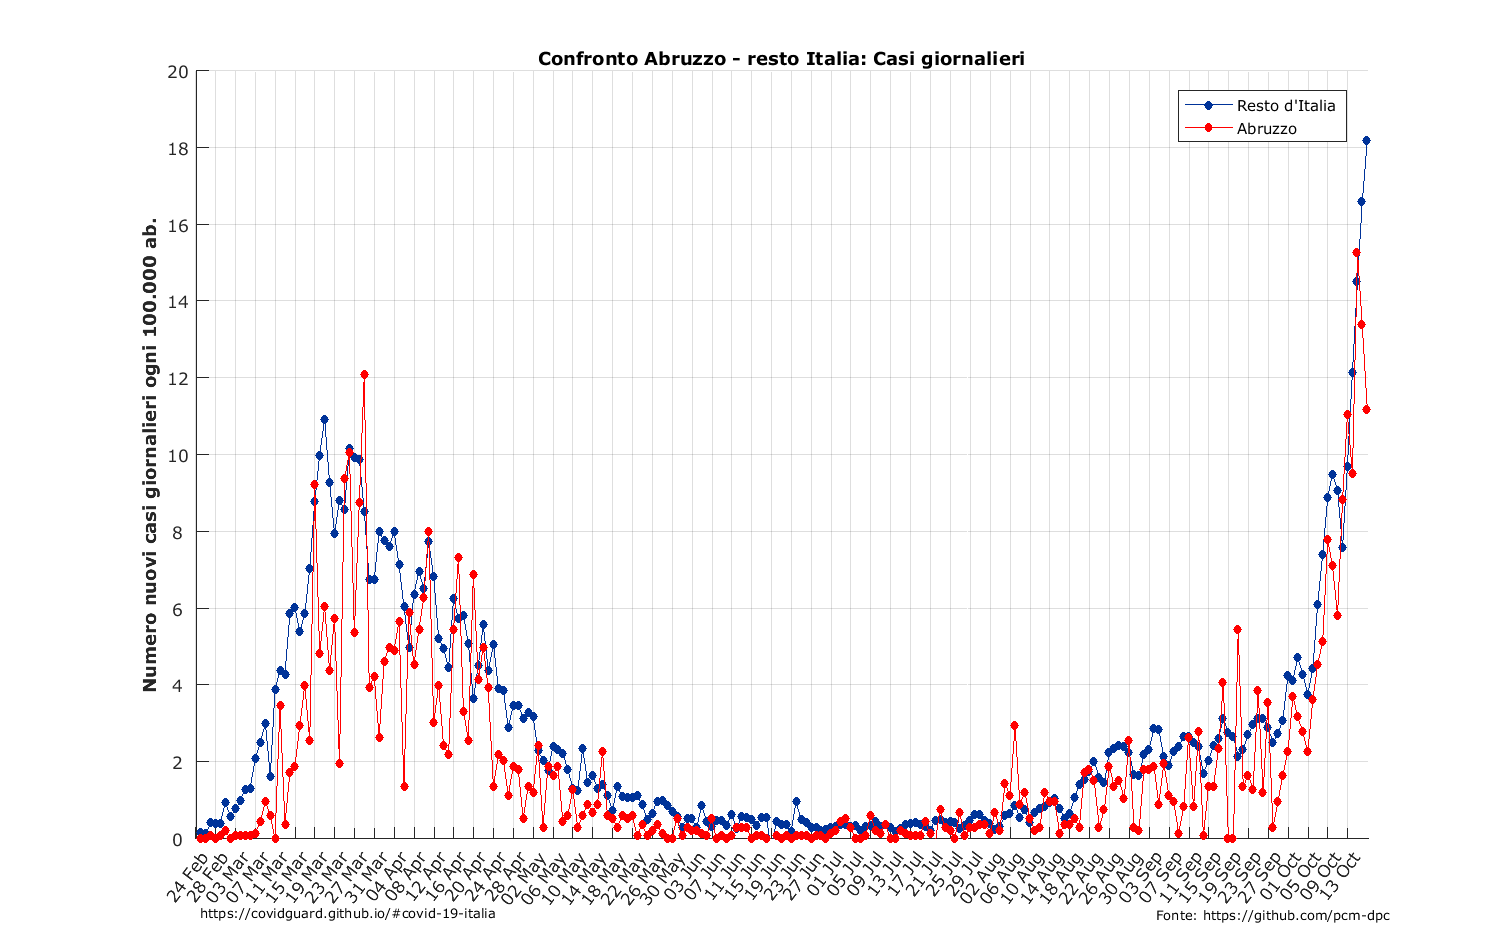 Confronto Abruzzo - resto Italia: Casi giornalieri
Numero nuovi casi giornalieri ogni 100.000 ab.
20
18
16
14
12
10
8
6
4
2
0
Resto d'Italia
Abruzzo
24 Feb
28 Feb
03 Mar
07 Mar
11 Mar
15 Mar
19 Mar
23 Mar
27 Mar
31 Mar
04 Apr
08 Apr
12 Apr
16 Apr
20 Apr
24 Apr
28 Apr
02 May
06 May
10 May
14 May
18 May
22 May
26 May
30 May
03 Jun
07 Jun
11 Jun
15 Jun
19 Jun
23 Jun
27 Jun
01 Jul
05 Jul
09 Jul
13 Jul
17 Jul
21 Jul
25 Jul
29 Jul
02 Aug
06 Aug
10 Aug
14 Aug
18 Aug
22 Aug
26 Aug
30 Aug
03 Sep
07 Sep
11 Sep
15 Sep
19 Sep
23 Sep
27 Sep
01 Oct
05 Oct
09 Oct
13 Oct
https://covidguard.github.io/#covid-19-italia
Fonte: https://github.com/pcm-dpc